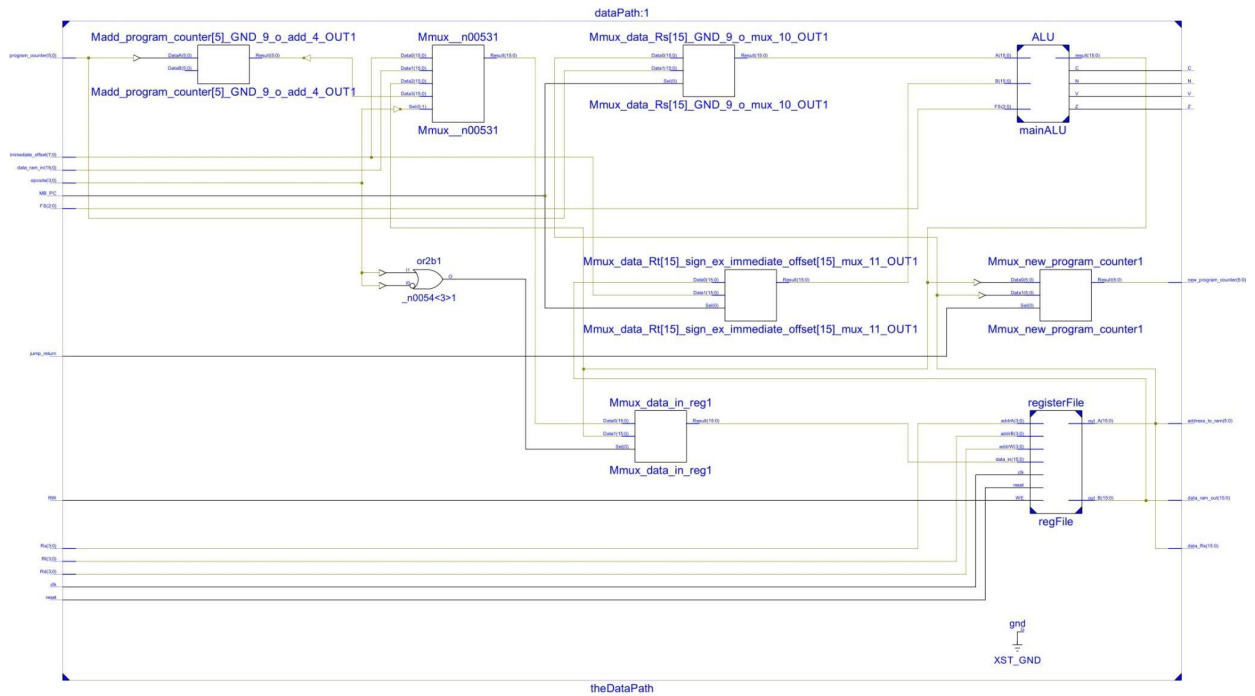 dataPath:1
Madd_program_counter[5]_GND_9_o_add_4_OUT1
Mmux__n00531
Mmux_data_Rs[15]_GND_9_o_mux_10_OUT1
ALU
program_counter(5:0)
DataA(5:0)
Result(5:0)
DataB(5:0)
Data0(15:0)
Result(15:0)
Data1(15:0)
Data2(15:0)
Data3(15:0)
Sel(0:1)
Data0(15:0)
Result(15:0)
Data1(15:0)
Sel(0)
A(15:0)
result(15:0)
B(15:0)
FS(2:0)
C
N
V
Z
C
N
V
Z
Madd_program_counter[5]_GND_9_o_add_4_OUT1
Mmux__n00531
Mmux_data_Rs[15]_GND_9_o_mux_10_OUT1
mainALU
immediate_offset(7:0)
data_ram_in(15:0)
opcode(3:0)
MB_PC
FS(2:0)
or2b1
I1
I0
O
_n0054<3>1
Mmux_data_Rt[15]_sign_ex_immediate_offset[15]_mux_11_OUT1
Data0(15:0)
Result(15:0)
Data1(15:0)
Sel(0)
Mmux_data_Rt[15]_sign_ex_immediate_offset[15]_mux_11_OUT1
Mmux_new_program_counter1
Data0(5:0)
Result(5:0)
Data1(5:0)
Sel(0)
new_program_counter(5:0)
Mmux_new_program_counter1
jump_return
Mmux_data_in_reg1
Data0(15:0)
Result(15:0)
Data1(15:0)
Sel(0)
Mmux_data_in_reg1
registerFile
addrA(3:0)
out_A(15:0)
addrB(3:0)
addrW(3:0)
data_in(15:0)
clk
reset
WE
out_B(15:0)
regFile
address_to_ram(5:0)
data_ram_out(15:0)
data_Rs(15:0)
RW
Rs(3:0)
Rt(3:0)
Rd(3:0)
clk
reset
gnd
XST_GND
theDataPath